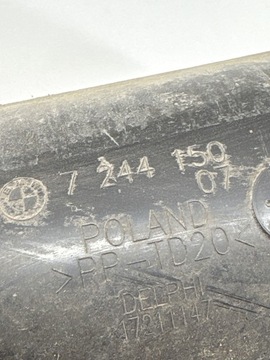 7 244 150
07
POLAND
>PP-TD20<
DELPHI